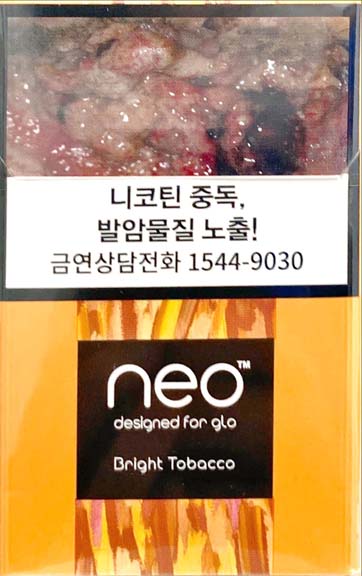 니코틴 중독,
발암물질 노출!
금연상담전화 1544-9030
neo™
designed for glo
Bright Tobacco